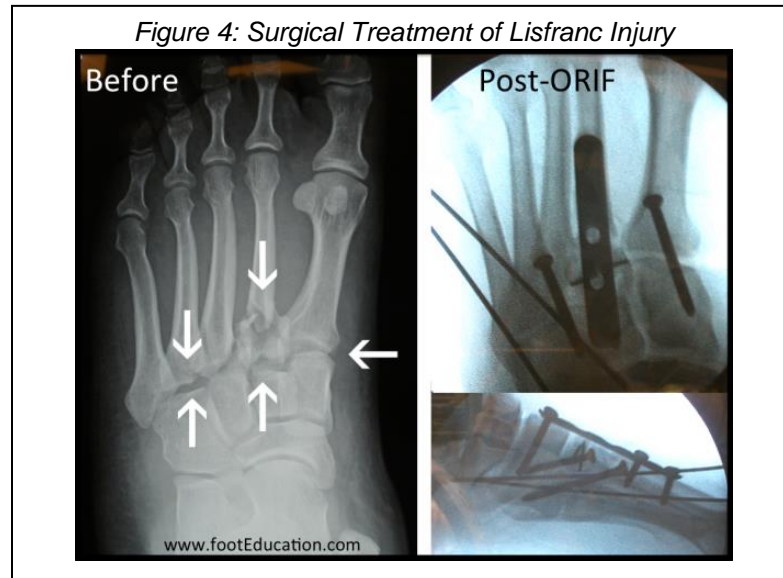 Figure 4: Surgical Treatment of Lisfranc Injury
Before
Post-ORIF
www.footEducation.com